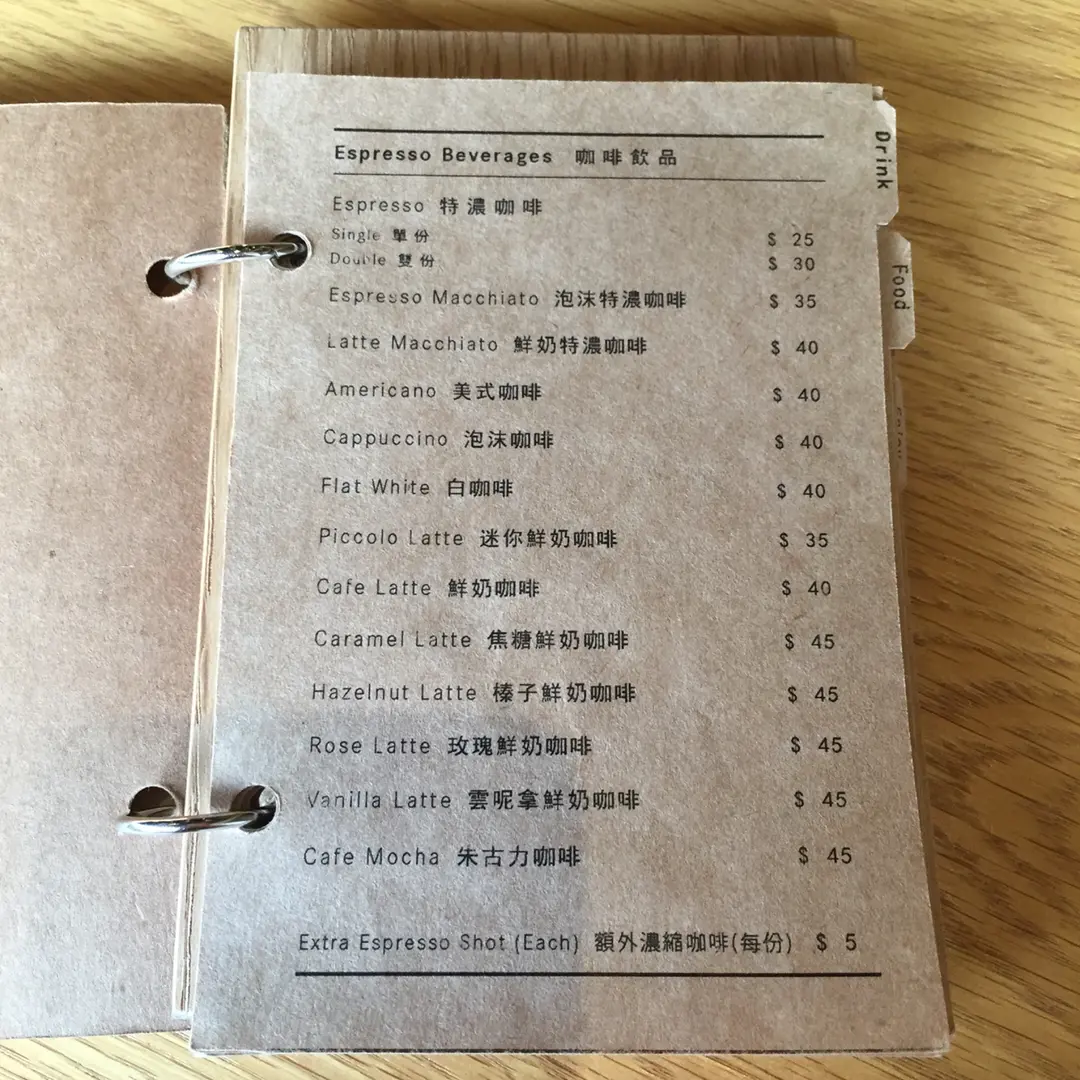 Espresso Beverages 咖啡飲品
Espresso 特濃咖啡
Single 單份 $ 25
Double 雙份 $ 30
Espresso Macchiato 泡沫特濃咖啡 $ 35
Latte Macchiato 鮮奶特濃咖啡 $ 40
Americano 美式咖啡 $ 40
Cappuccino 泡沫咖啡 $ 40
Flat White 白咖啡 $ 40
Piccolo Latte 迷你鮮奶咖啡 $ 35
Cafe Latte 鮮奶咖啡 $ 40
Caramel Latte 焦糖鮮奶咖啡 $ 45
Hazelnut Latte 榛子鮮奶咖啡 $ 45
Rose Latte 玫瑰鮮奶咖啡 $ 45
Vanilla Latte 雲呢拿鮮奶咖啡 $ 45
Cafe Mocha 朱古力咖啡 $ 45
Extra Espresso Shot (Each) 額外濃縮咖啡(每份) $ 5
Drink
Food